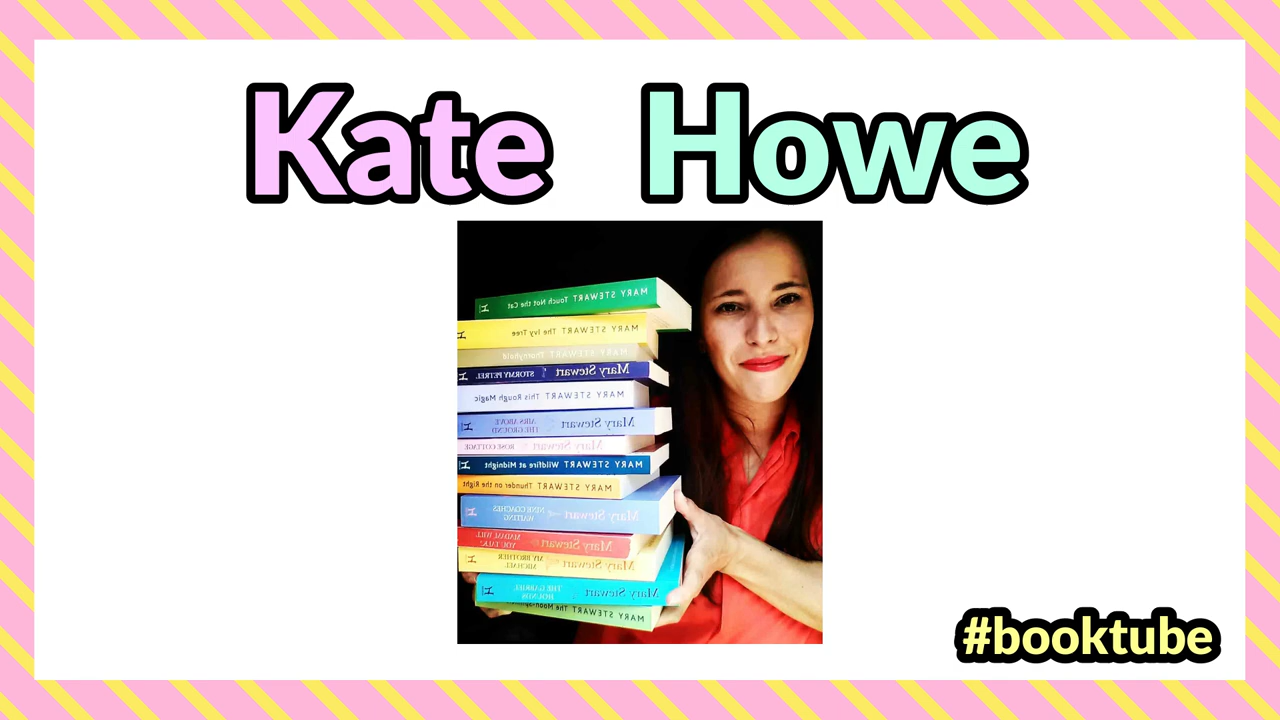 Kate Howe
MARY STEWART Touch Not the Cat
MARY STEWART The Ivy Tree
MARY STEWART Thornyhold
Mary Stewart STORMY PETREL
MARY STEWART This Rough Magic
Mary Stewart AIRS ABOVE
THE GROUND
Mary Stewart ROSE COTTAGE
MARY STEWART Wildfire at Midnight
MARY STEWART Thunder on the Right
Mary Stewart NINE COACHES
WAITING
Mary Stewart MADAM, WILL
YOU TALK?
Mary Stewart MY BROTHER
MICHAEL
Mary Stewart THE GABRIEL
HOUNDS
MARY STEWART The
#booktube